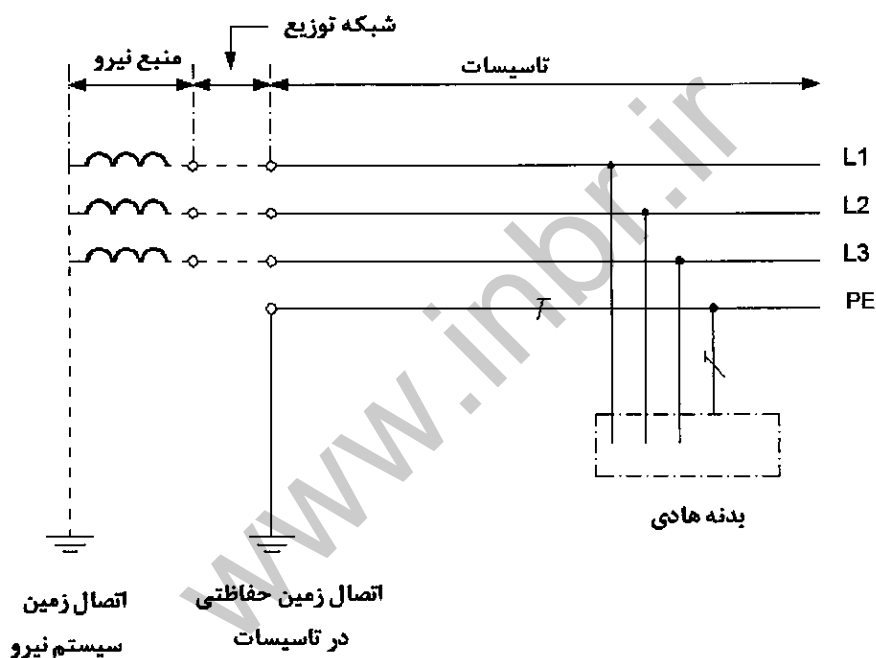 شبکه توزیع
منبع نیرو
تاسیسات
L1
L2
L3
PE
بدنه هادی
اتصال زمین حفاظتی
در تاسیسات
اتصال زمین
سیستم نیرو
www.inbr.ir